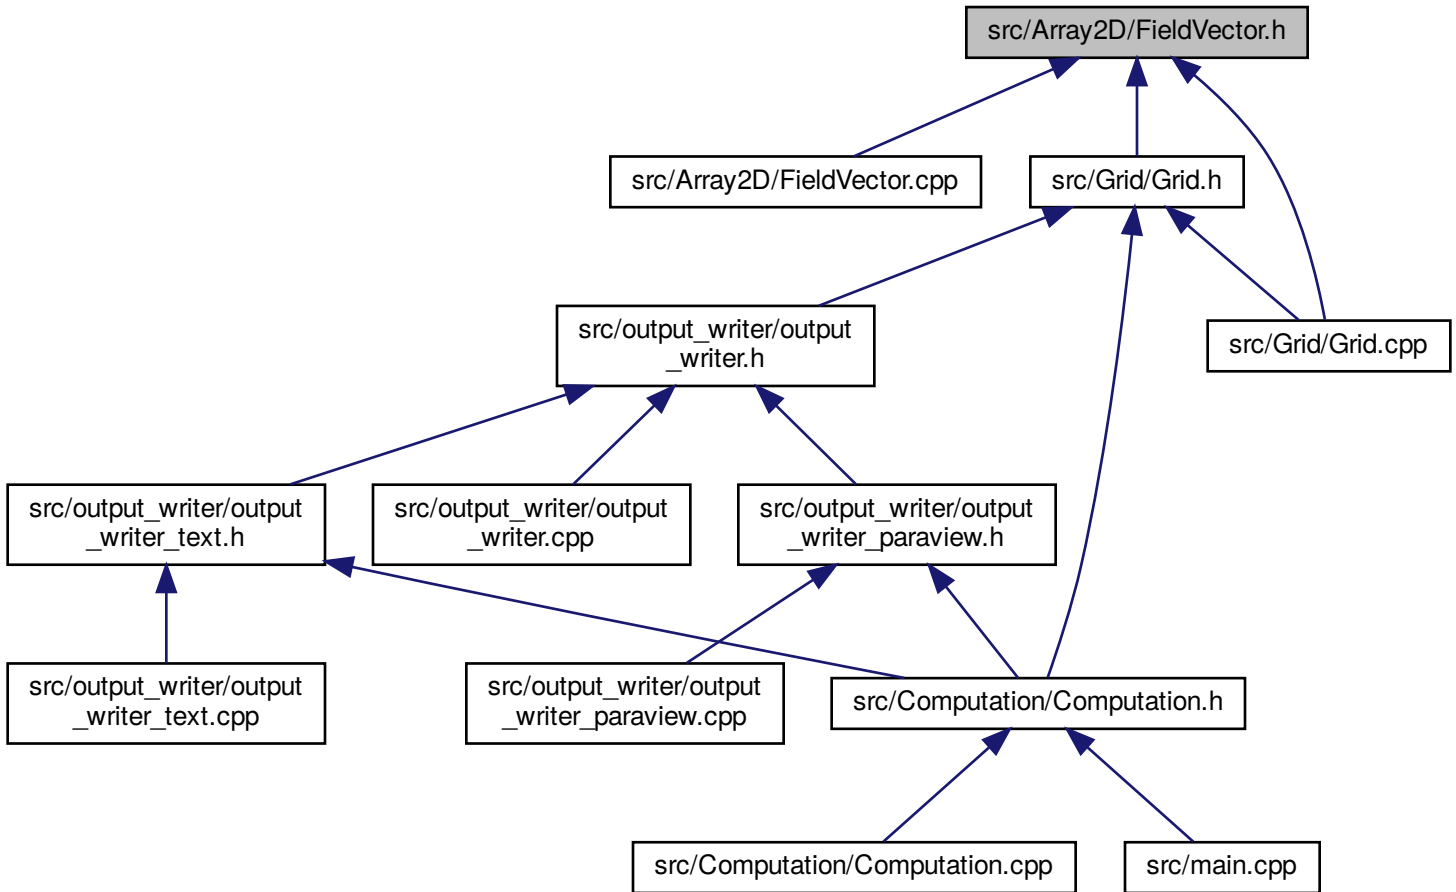 src/Array2D/FieldVector.h
src/Array2D/FieldVector.cpp
src/Grid/Grid.h
src/output_writer/output
_writer.h
src/Grid/Grid.cpp
src/output_writer/output
_writer_text.h
src/output_writer/output
_writer.cpp
src/output_writer/output
_writer_paraview.h
src/output_writer/output
_writer_text.cpp
src/output_writer/output
_writer_paraview.cpp
src/Computation/Computation.h
src/Computation/Computation.cpp
src/main.cpp